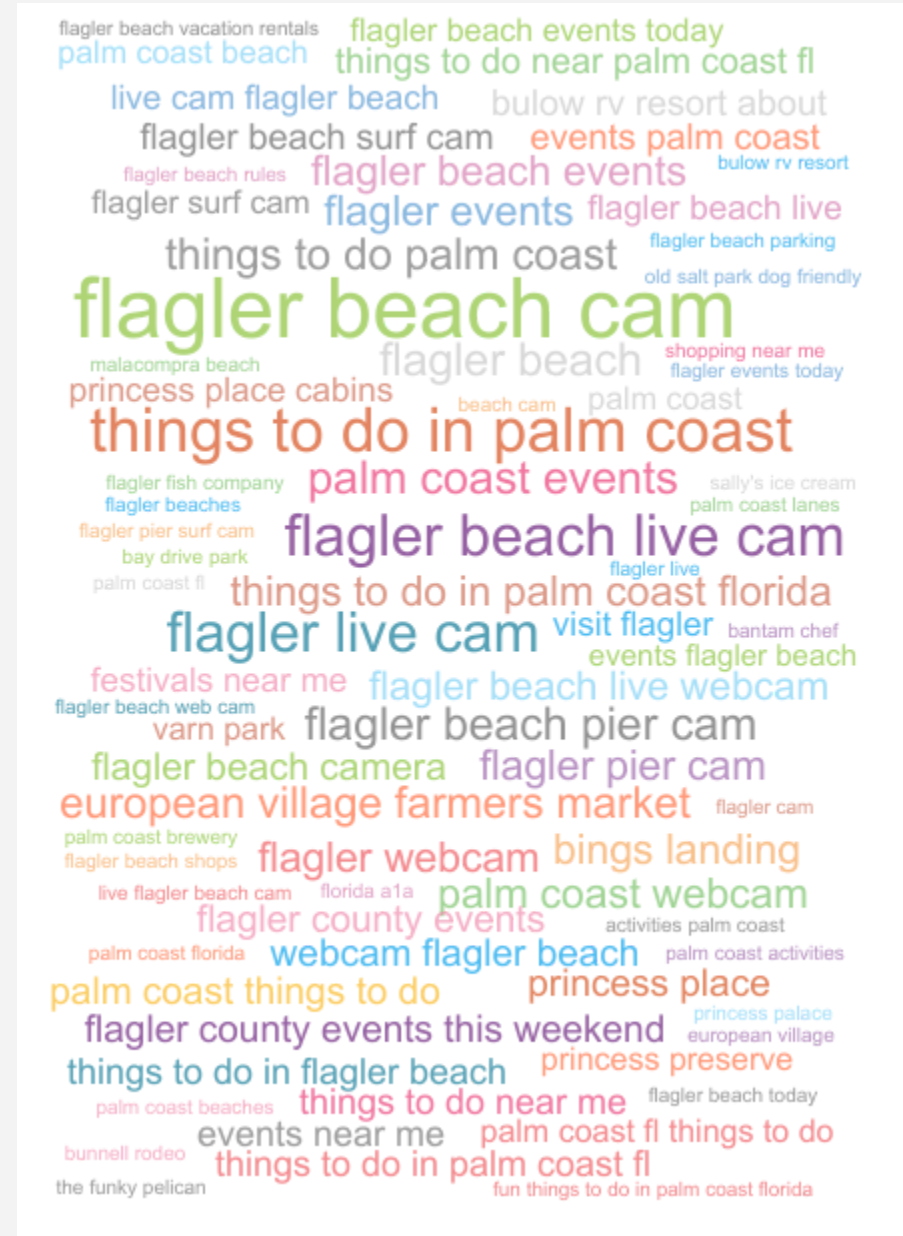 flagler beach vacation rentals flagler beach events today
palm coast beach things to do near palm coast fl
live cam flagler beach bulow rv resort about
flagler beach surf cam events palm coast
flagler beach rules flagler beach events bulow rv resort
flagler surf cam flagler events flagler beach live
things to do palm coast flagler beach parking
old salt park dog friendly
flagler beach cam
malacompra beach flagler beach shopping near me
flagler events today
princess place cabins beach cam palm coast
things to do in palm coast
flagler fish company palm coast events sally's ice cream
flagler beaches palm coast lanes
flagler pier surf cam flagler beach live cam
bay drive park flagler live
palm coast fl things to do in palm coast florida
flagler live cam visit flagler bantam chef
events flagler beach
festivals near me flagler beach live webcam
flagler beach web cam
varn park flagler beach pier cam
flagler beach camera flagler pier cam
european village farmers market flagler cam
palm coast brewery
flagler beach shops flagler webcam bings landing
live flagler beach cam florida a1a palm coast webcam
flagler county events activities palm coast
palm coast florida webcam flagler beach palm coast activities
palm coast things to do princess place
princess palace
flagler county events this weekend european village
things to do in flagler beach princess preserve
palm coast beaches things to do near me flagler beach today
events near me palm coast fl things to do
bunnell rodeo things to do in palm coast fl
the funky pelican fun things to do in palm coast florida